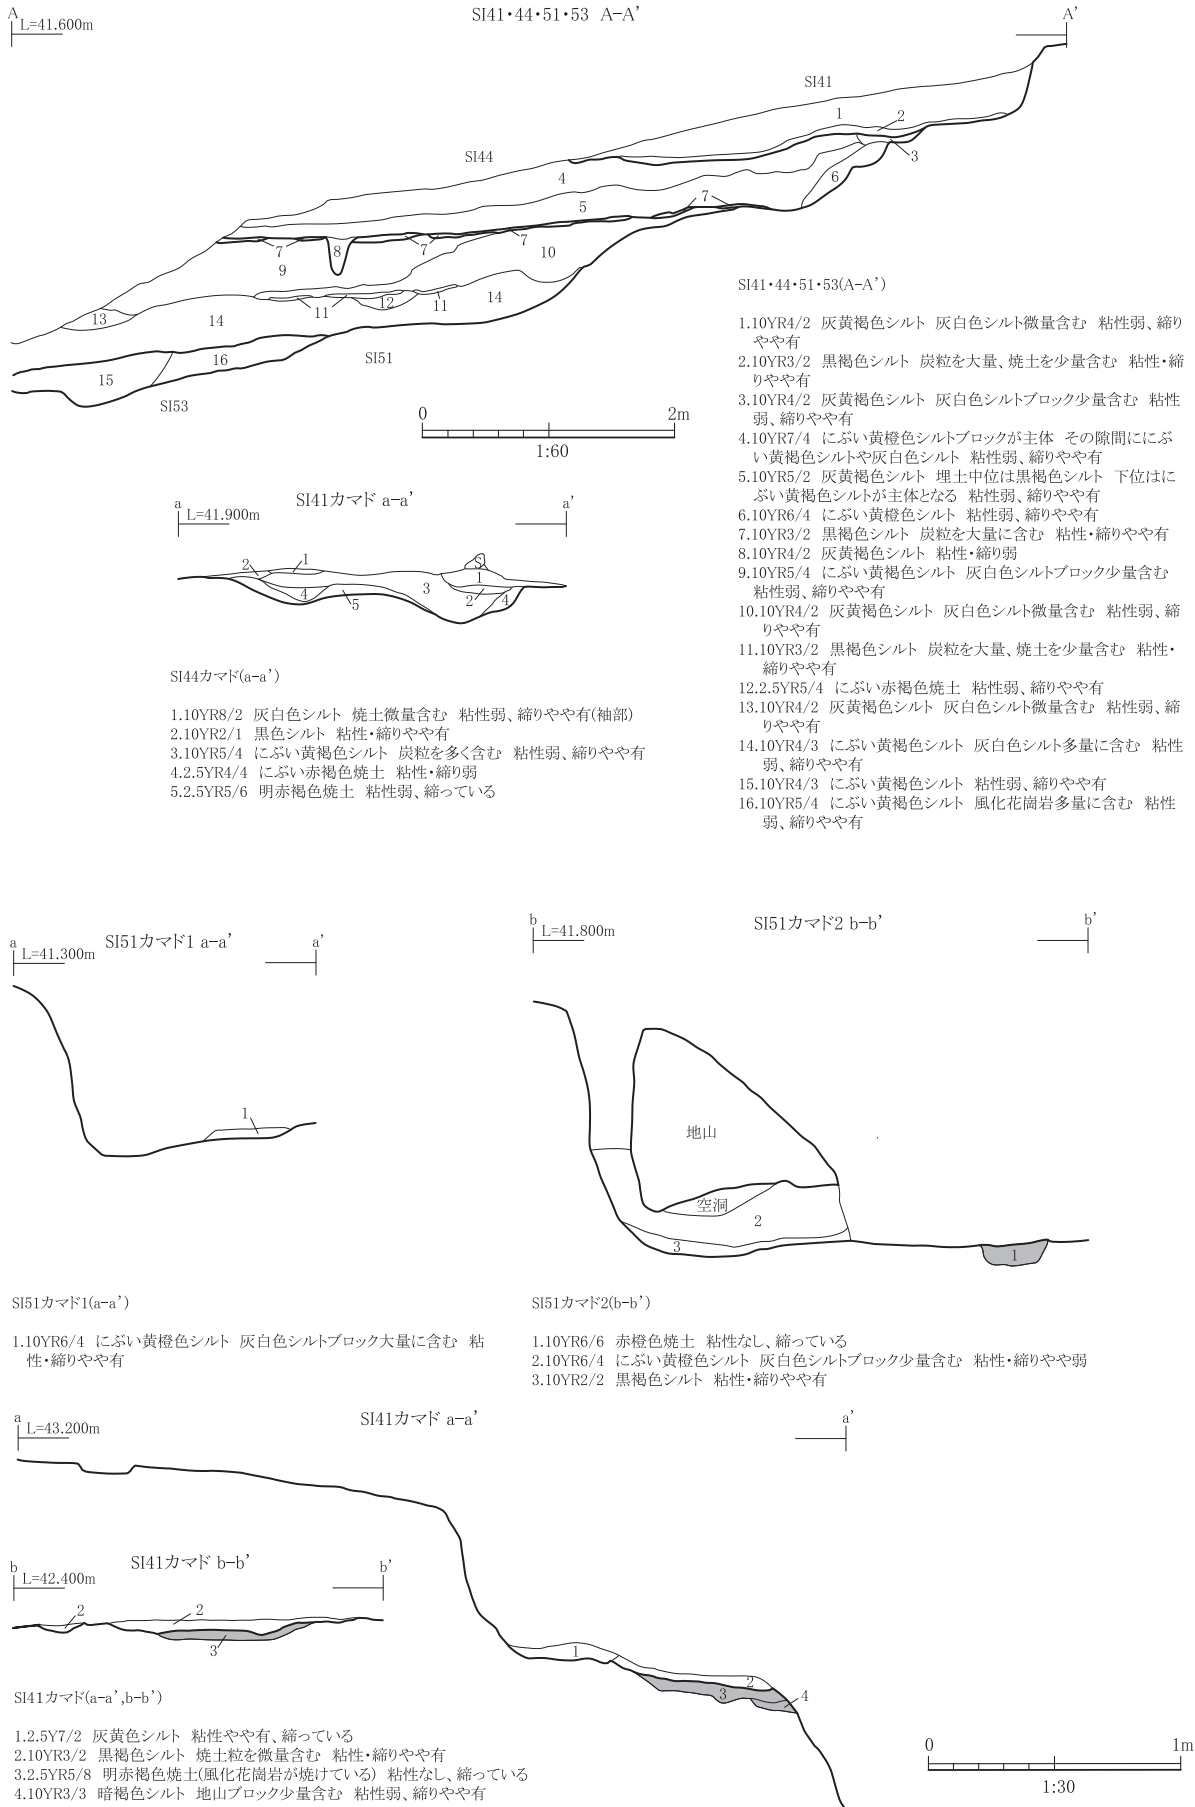 SI41・44・51・53 A-A’
A
L=41.600m
A’
SI41
1
2
3
SI44
4
5
6
7
7
7
7
8
9
10
11
11
12
13
14
14
15
16
SI51
SI53
0
2m
1:60
SI41・44・51・53(A-A’)
1.10YR4/2 灰黄褐色シルト 灰白色シルト微量含む 粘性弱、締り
やや有
2.10YR3/2 黒褐色シルト 炭粒を大量、焼土を少量含む 粘性・締
りやや有
3.10YR4/2 灰黄褐色シルト 灰白色シルトブロック少量含む 粘性
弱、締りやや有
4.10YR7/4 にぶい黄橙色シルトブロックが主体 その隙間ににぶ
い黄褐色シルトや灰白色シルト 粘性弱、締りやや有
5.10YR5/2 灰黄褐色シルト 埋土中位は黒褐色シルト 下位はに
ぶい黄褐色シルトが主体となる 粘性弱、締りやや有
6.10YR6/4 にぶい黄橙色シルト 粘性弱、締りやや有
7.10YR3/2 黒褐色シルト 炭粒を大量に含む 粘性・締りやや有
8.10YR4/2 灰黄褐色シルト 粘性・締り弱
9.10YR5/4 にぶい黄褐色シルト 灰白色シルトブロック少量含む
粘性弱、締りやや有
10.10YR4/2 灰黄褐色シルト 灰白色シルト微量含む 粘性弱、締
りやや有
11.10YR3/2 黒褐色シルト 炭粒を大量、焼土を少量含む 粘性・
締りやや有
12.2.5YR5/4 にぶい赤褐色焼土 粘性弱、締りやや有
13.10YR4/2 灰黄褐色シルト 灰白色シルト微量含む 粘性弱、締
りやや有
14.10YR4/3 にぶい黄褐色シルト 灰白色シルト多量に含む 粘性
弱、締りやや有
15.10YR4/3 にぶい黄褐色シルト 粘性弱、締りやや有
16.10YR5/4 にぶい黄褐色シルト 風化花崗岩多量に含む 粘性
弱、締りやや有
SI41カマド a-a’
a
L=41.900m
a’
2
1
4
5
3
S
1
2
4
SI44カマド(a-a’)
1.10YR8/2 灰白色シルト 焼土微量含む 粘性弱、締りやや有(袖部)
2.10YR2/1 黒色シルト 粘性・締りやや有
3.10YR5/4 にぶい黄褐色シルト 炭粒を多く含む 粘性弱、締りやや有
4.2.5YR4/4 にぶい赤褐色焼土 粘性・締り弱
5.2.5YR5/6 明赤褐色焼土 粘性弱、締っている
SI51カマド1 a-a’
a
L=41.300m
a’
1
SI51カマド1(a-a’)
1.10YR6/4 にぶい黄橙色シルト 灰白色シルトブロック大量に含む 粘
性・締りやや有
SI51カマド2 b-b’
b
L=41.800m
b’
地山
空洞
2
3
1
SI51カマド2(b-b’)
1.10YR6/6 赤橙色焼土 粘性なし、締っている
2.10YR6/4 にぶい黄橙色シルト 灰白色シルトブロック少量含む 粘性・締りやや弱
3.10YR2/2 黒褐色シルト 粘性・締りやや有
SI41カマド a-a’
a
L=43.200m
a’
1
2
3
4
SI41カマド b-b’
b
L=42.400m
b’
2
2
3
SI41カマド(a-a’,b-b’)
1.2.5Y7/2 灰黄色シルト 粘性やや有、締っている
2.10YR3/2 黒褐色シルト 焼土粒を微量含む 粘性・締りやや有
3.2.5YR5/8 明赤褐色焼土(風化花崗岩が焼けている) 粘性なし、締っている
4.10YR3/3 暗褐色シルト 地山ブロック少量含む 粘性弱、締りやや有
0
1m
1:30